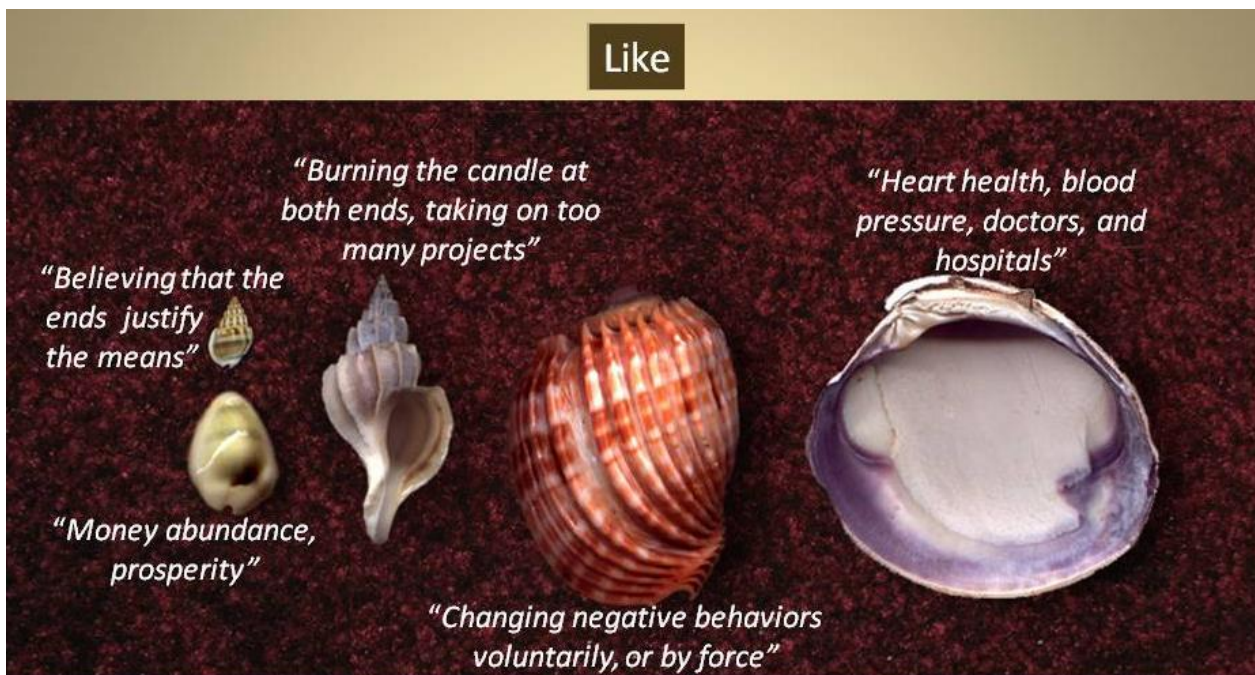 Like
“Burning the candle at
both ends, taking on too
many projects”
“Heart health, blood
pressure, doctors, and
hospitals”
“Believing that the
ends justify
the means”
“Money abundance,
prosperity”
“Changing negative behaviors
voluntarily, or by force”